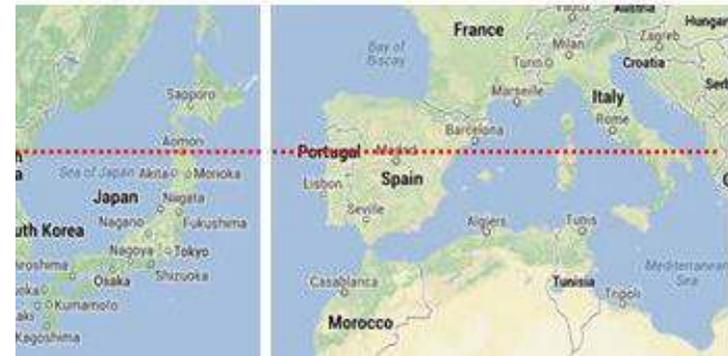 Sapporo
Aomori
Sea of Japan
Akita
Morioka
Japan
Nagata
uth Korea
Nagano
Fukushima
Nagoya
Tokyo
Osaka
Shizuoka
Kumamoto
Kagoshima
France
Bay of
Biscay
Milan
Zagreb
Turin
Croatia
Marseille
Italy
Rome
Barcelona
Portugal
Madrid
Lisbon
Spain
Seville
Algiers
Tunis
Mediterranean
Sea
Casablanca
Tunisia
Tripoli
Morocco